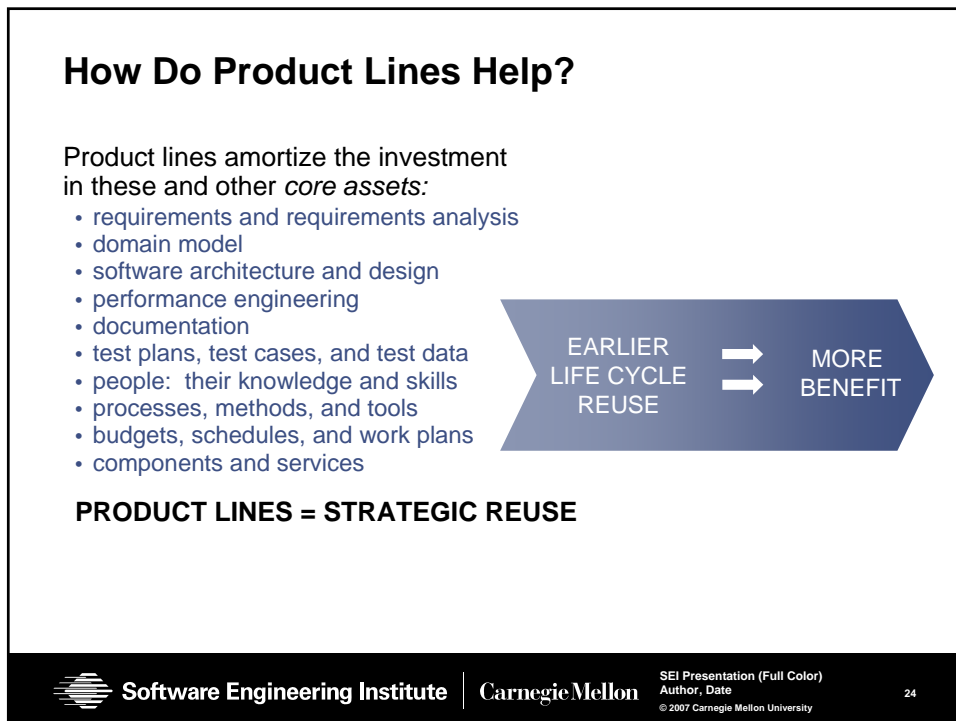 How Do Product Lines Help?
Product lines amortize the investment
in these and other core assets:
• requirements and requirements analysis
• domain model
• software architecture and design
• performance engineering
• documentation
• test plans, test cases, and test data
• people:  their knowledge and skills
• processes, methods, and tools
• budgets, schedules, and work plans
• components and services
EARLIER
LIFE CYCLE
REUSE
MORE
BENEFIT
PRODUCT LINES = STRATEGIC REUSE
Software Engineering Institute
Carnegie Mellon
SEI Presentation (Full Color)
Author, Date
© 2007 Carnegie Mellon University
24